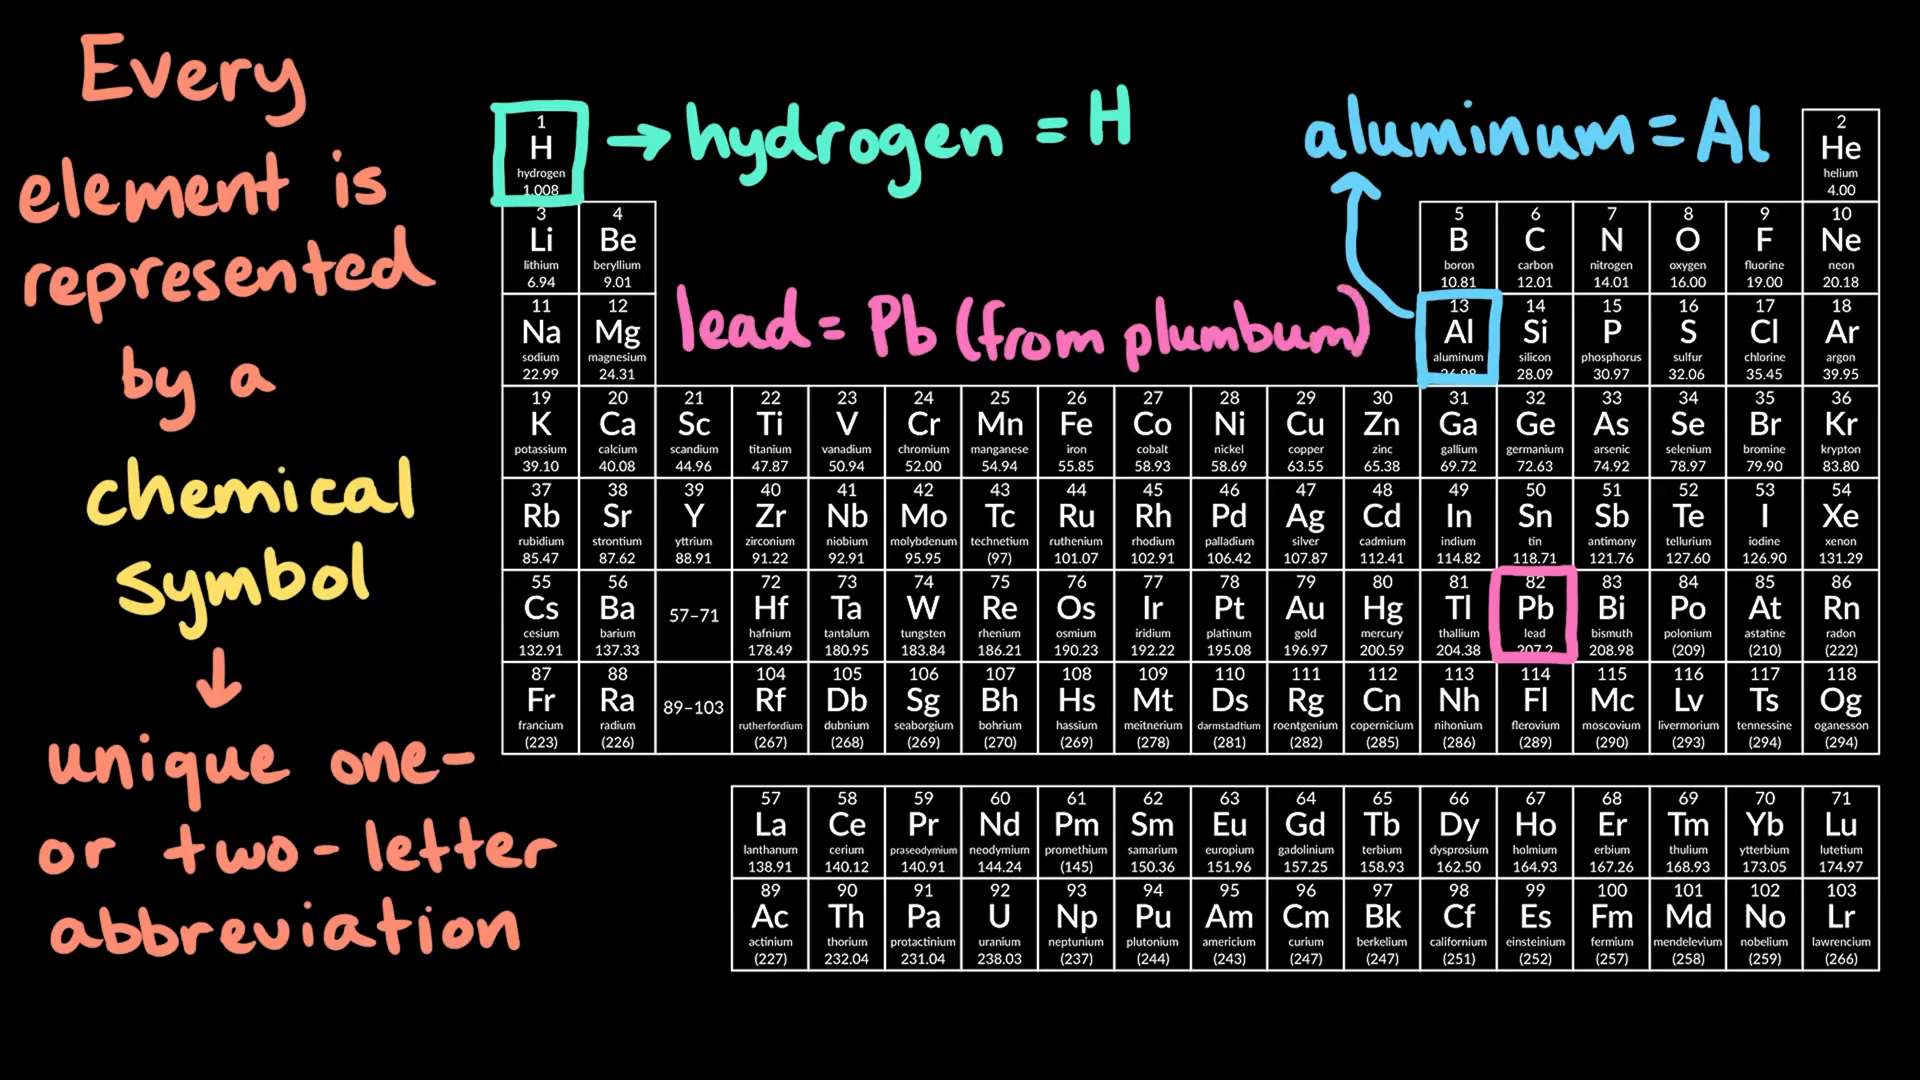 Every
element is
represented
by a
chemical
symbol
↓
unique one-
or two-letter
abbreviation
→ hydrogen = H
aluminum = Al
lead = Pb (from plumbum)
1 2
H He
hydrogen helium
1.008 4.00
3 4 5 6 7 8 9 10
Li Be B C N O F Ne
lithium beryllium boron carbon nitrogen oxygen fluorine neon
6.94 9.01 10.81 12.01 14.01 16.00 19.00 20.18
11 12 13 14 15 16 17 18
Na Mg Al Si P S Cl Ar
sodium magnesium aluminum silicon phosphorus sulfur chlorine argon
22.99 24.31 26.98 28.09 30.97 32.06 35.45 39.95
19 20 21 22 23 24 25 26 27 28 29 30 31 32 33 34 35 36
K Ca Sc Ti V Cr Mn Fe Co Ni Cu Zn Ga Ge As Se Br Kr
potassium calcium scandium titanium vanadium chromium manganese iron cobalt nickel copper zinc gallium germanium arsenic selenium bromine krypton
39.10 40.08 44.96 47.87 50.94 52.00 54.94 55.85 58.93 58.69 63.55 65.38 69.72 72.63 74.92 78.97 79.90 83.80
37 38 39 40 41 42 43 44 45 46 47 48 49 50 51 52 53 54
Rb Sr Y Zr Nb Mo Tc Ru Rh Pd Ag Cd In Sn Sb Te I Xe
rubidium strontium yttrium zirconium niobium molybdenum technetium ruthenium rhodium palladium silver cadmium indium tin antimony tellurium iodine xenon
85.47 87.62 88.91 91.22 92.91 95.95 (97) 101.07 102.91 106.42 107.87 112.41 114.82 118.71 121.76 127.60 126.90 131.29
55 56 72 73 74 75 76 77 78 79 80 81 82 83 84 85 86
Cs Ba 57–71 Hf Ta W Re Os Ir Pt Au Hg Tl Pb Bi Po At Rn
cesium barium hafnium tantalum tungsten rhenium osmium iridium platinum gold mercury thallium lead bismuth polonium astatine radon
132.91 137.33 178.49 180.95 183.84 186.21 190.23 192.22 195.08 196.97 200.59 204.38 207.2 208.98 (209) (210) (222)
87 88 104 105 106 107 108 109 110 111 112 113 114 115 116 117 118
Fr Ra 89–103 Rf Db Sg Bh Hs Mt Ds Rg Cn Nh Fl Mc Lv Ts Og
francium radium rutherfordium dubnium seaborgium bohrium hassium meitnerium darmstadtium roentgenium copernicium nihonium flerovium moscovium livermorium tennessine oganesson
(223) (226) (267) (268) (269) (270) (269) (278) (281) (282) (285) (286) (289) (290) (293) (294) (294)
57 58 59 60 61 62 63 64 65 66 67 68 69 70 71
La Ce Pr Nd Pm Sm Eu Gd Tb Dy Ho Er Tm Yb Lu
lanthanum cerium praseodymium neodymium promethium samarium europium gadolinium terbium dysprosium holmium erbium thulium ytterbium lutetium
138.91 140.12 140.91 144.24 (145) 150.36 151.96 157.25 158.93 162.50 164.93 167.26 168.93 173.05 174.97
89 90 91 92 93 94 95 96 97 98 99 100 101 102 103
Ac Th Pa U Np Pu Am Cm Bk Cf Es Fm Md No Lr
actinium thorium protactinium uranium neptunium plutonium americium curium berkelium californium einsteinium fermium mendelevium nobelium lawrencium
(227) 232.04 231.04 238.03 (237) (244) (243) (247) (247) (251) (252) (257) (258) (259) (266)